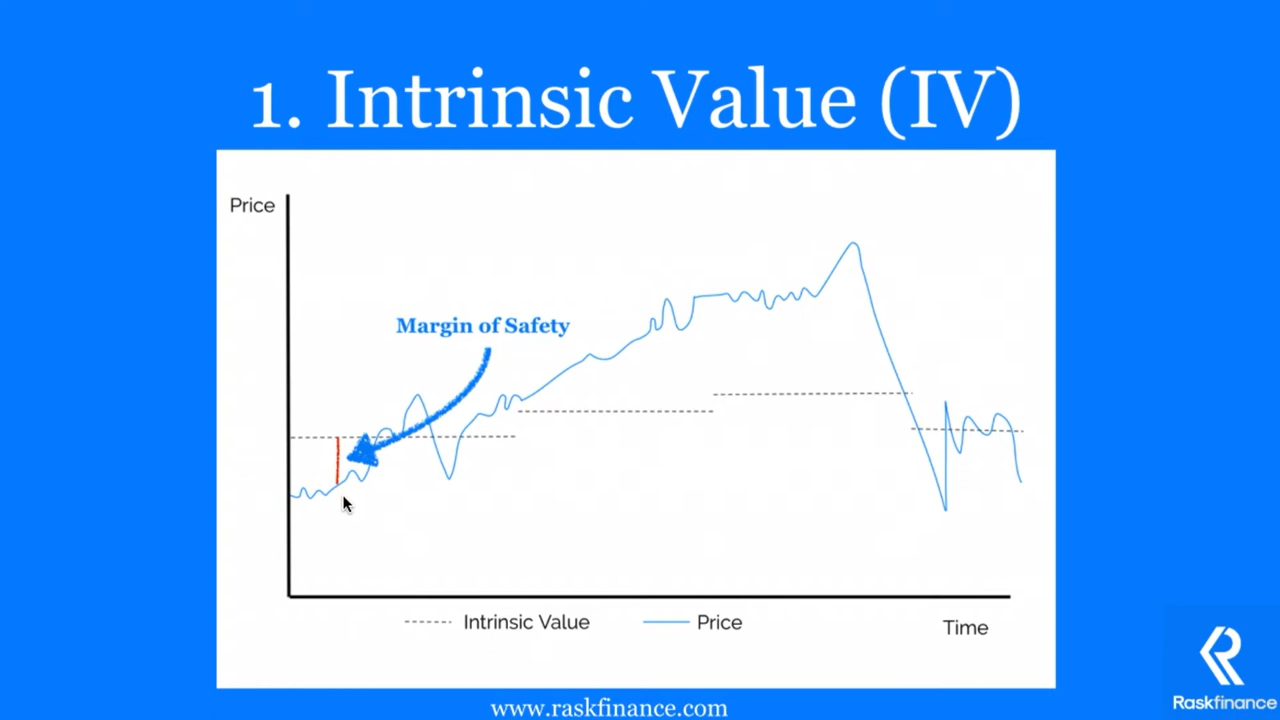 1. Intrinsic Value (IV)
Price
Margin of Safety
Intrinsic Value
Price
Time
Raskfinance
www.raskfinance.com